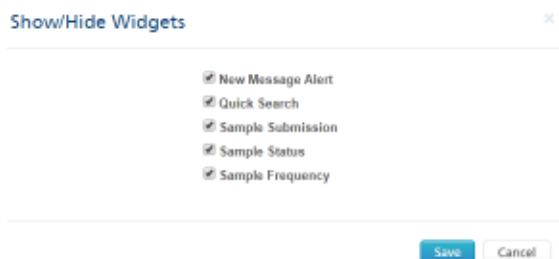 Show/Hide Widgets
New Message Alert
Quick Search
Sample Submission
Sample Status
Sample Frequency
Save Cancel